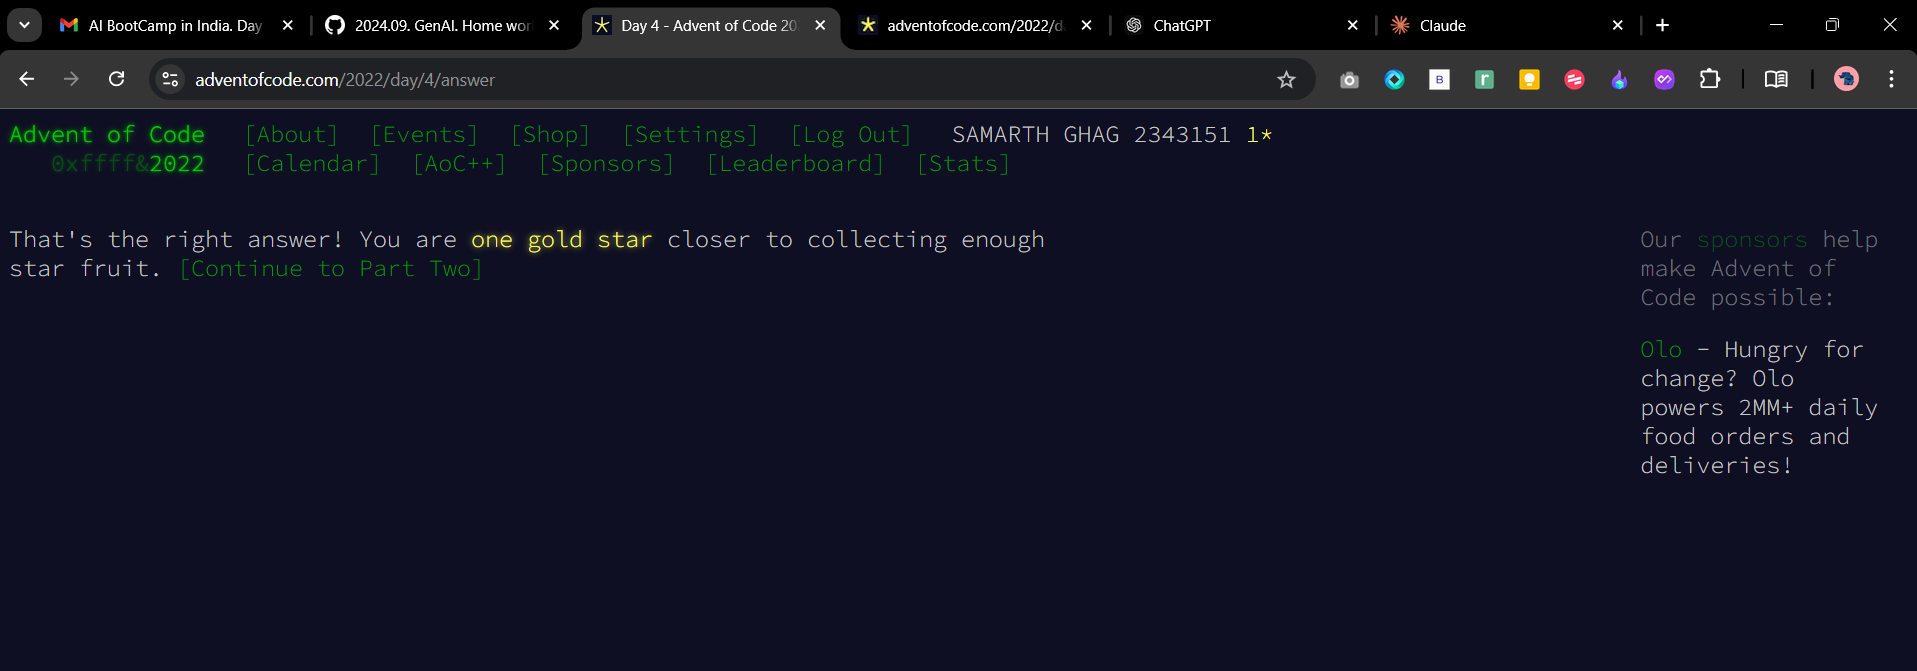 AI BootCamp in India. Day
2024.09. GenAI. Home wor
Day 4 - Advent of Code 20
adventofcode.com/2022/d
ChatGPT
Claude
adventofcode.com/2022/day/4/answer
Advent of Code [About] [Events] [Shop] [Settings] [Log Out] SAMARTH GHAG 2343151 1*
0xffff&2022 [Calendar] [AoC++] [Sponsors] [Leaderboard] [Stats]
That's the right answer! You are one gold star closer to collecting enough
star fruit. [Continue to Part Two]
Our sponsors help
make Advent of
Code possible:
Olo - Hungry for
change? Olo
powers 2MM+ daily
food orders and
deliveries!